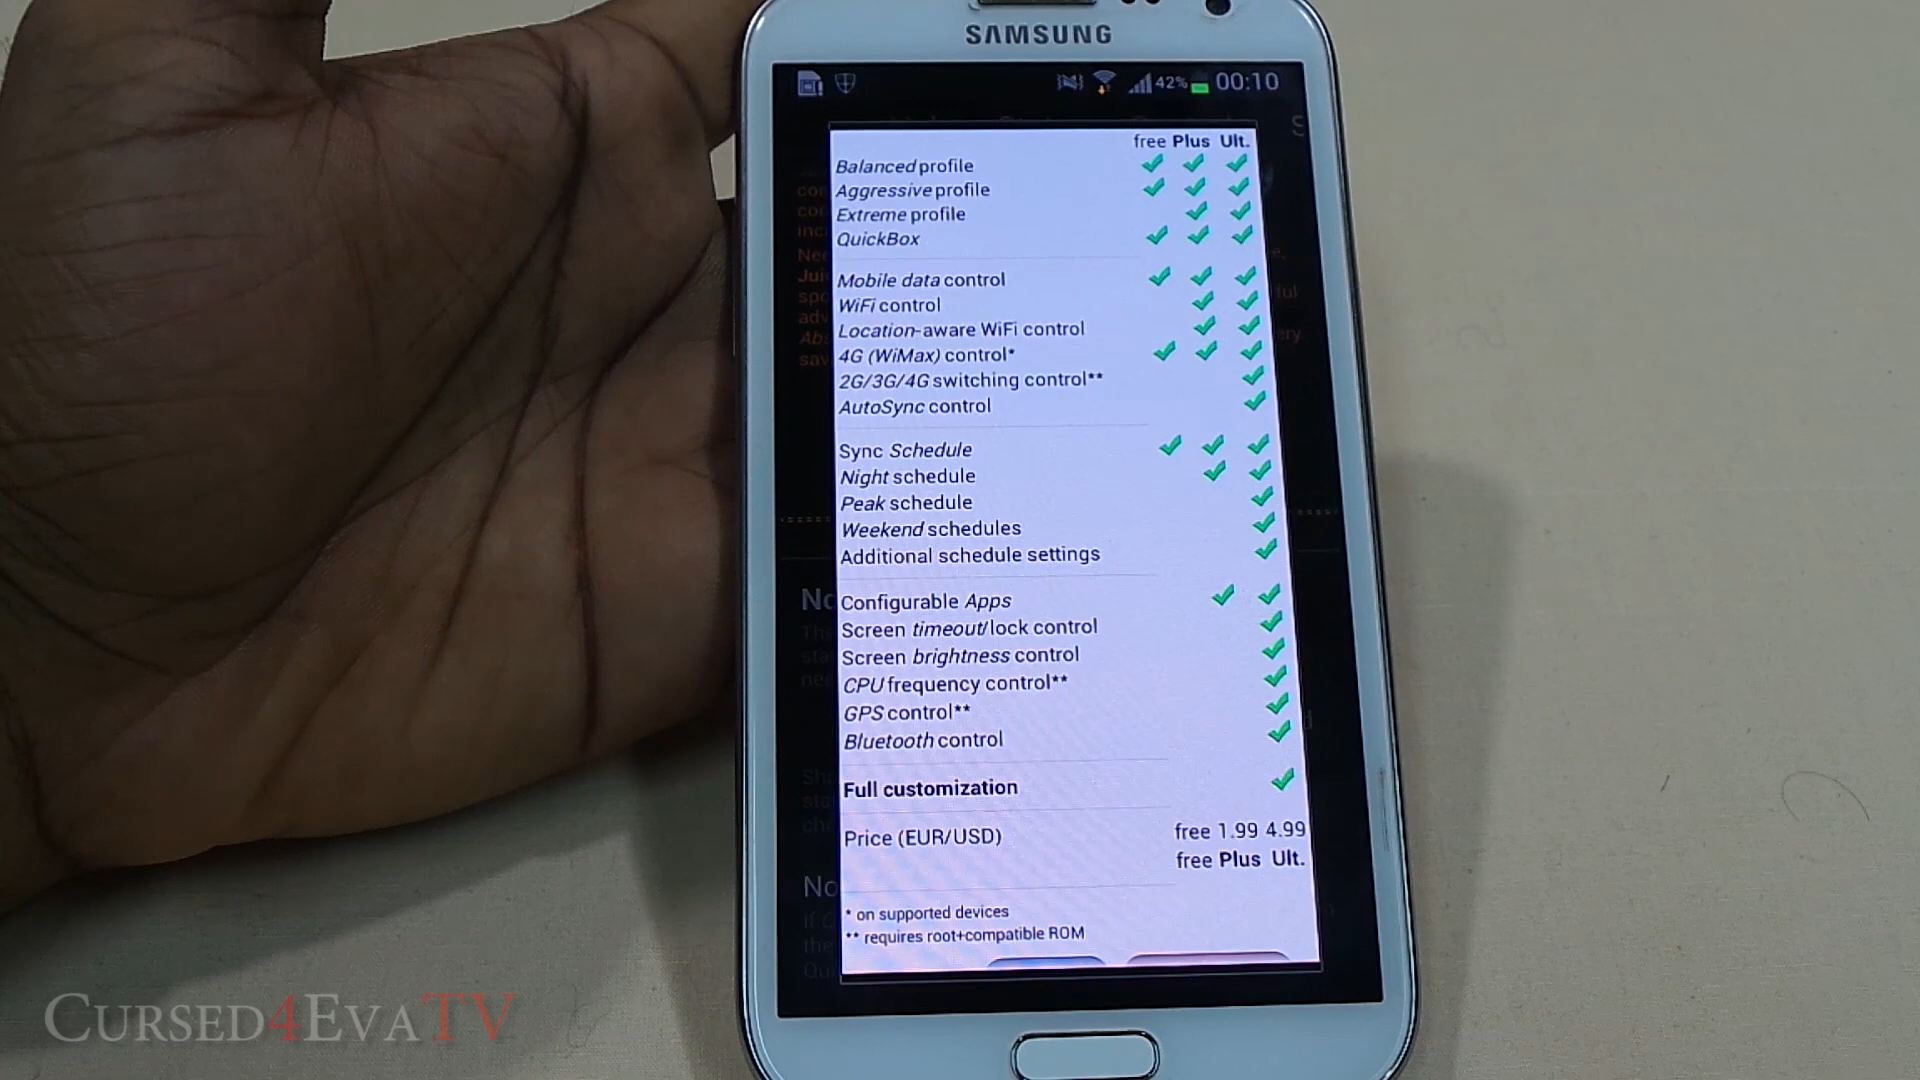 SAMSUNG
42% 00:10
free Plus Ult.
Balanced profile
Aggressive profile
Extreme profile
QuickBox
Mobile data control
WiFi control
Location-aware WiFi control
4G (WiMax) control*
2G/3G/4G switching control**
AutoSync control
Sync Schedule
Night schedule
Peak schedule
Weekend schedules
Additional schedule settings
Configurable Apps
Screen timeout/lock control
Screen brightness control
CPU frequency control**
GPS control**
Bluetooth control
Full customization
Price (EUR/USD) free 1.99 4.99
free Plus Ult.
* on supported devices
** requires root+compatible ROM
CURSED4EVATV